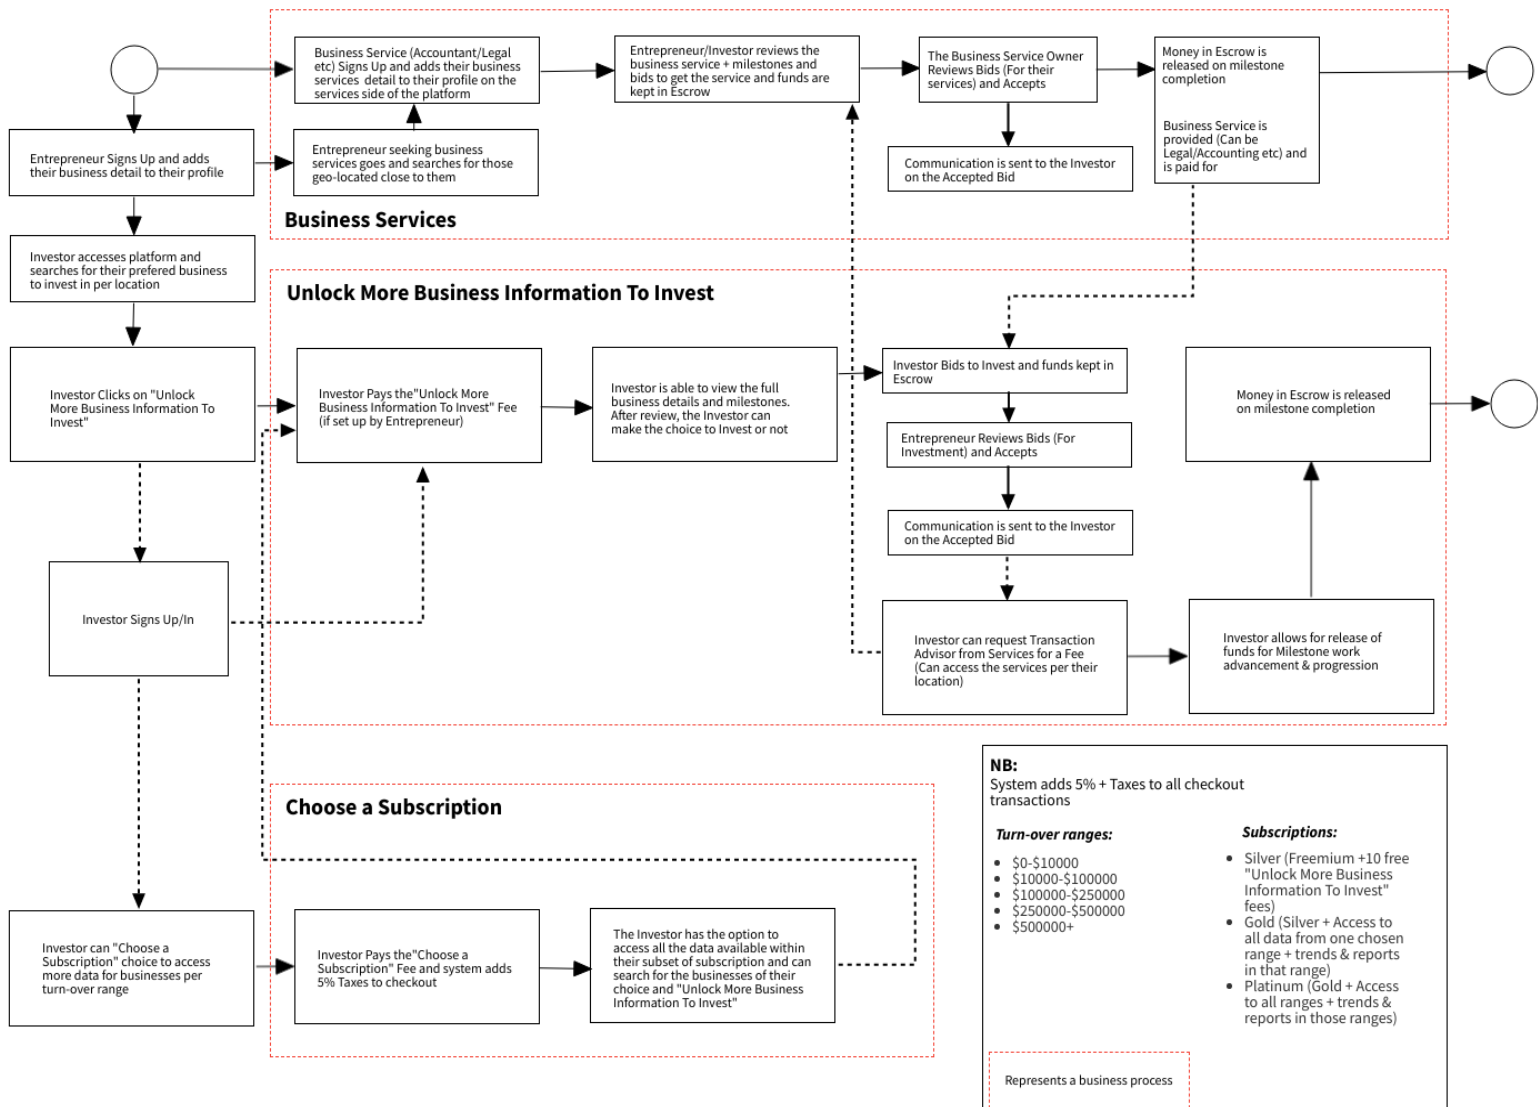 Business Service (Accountant/Legal
etc) Signs Up and adds their business
services detail to their profile on the
services side of the platform
Entrepreneur/Investor reviews the
business service + milestones and
bids to get the service and funds are
kept in Escrow
The Business Service Owner
Reviews Bids (For their
services) and Accepts
Money in Escrow is
released on milestone
completion
Business Service is
provided (Can be
Legal/Accounting etc) and
is paid for
Entrepreneur Signs Up and adds
their business detail to their profile
Entrepreneur seeking business
services goes and searches for those
geo-located close to them
Communication is sent to the Investor
on the Accepted Bid
Business Services
Investor accesses platform and
searches for their prefered business
to invest in per location
Unlock More Business Information To Invest
Investor Clicks on "Unlock
More Business Information To
Invest"
Investor Pays the"Unlock More
Business Information To Invest" Fee
(if set up by Entrepreneur)
Investor is able to view the full
business details and milestones.
After review, the Investor can
make the choice to Invest or not
Investor Bids to Invest and funds kept in
Escrow
Money in Escrow is released
on milestone completion
Entrepreneur Reviews Bids (For
Investment) and Accepts
Communication is sent to the Investor
on the Accepted Bid
Investor Signs Up/In
Investor can request Transaction
Advisor from Services for a Fee
(Can access the services per their
location)
Investor allows for release of
funds for Milestone work
advancement & progression
Choose a Subscription
Investor can "Choose a
Subscription" choice to access
more data for businesses per
turn-over range
Investor Pays the"Choose a
Subscription" Fee and system adds
5% Taxes to checkout
The Investor has the option to
access all the data available within
their subset of subscription and can
search for the businesses of their
choice and "Unlock More Business
Information To Invest"
NB:
System adds 5% + Taxes to all checkout
transactions
Turn-over ranges:
$0-$10000
$10000-$100000
$100000-$250000
$250000-$500000
$500000+
Subscriptions:
Silver (Freemium +10 free
"Unlock More Business
Information To Invest"
fees)
Gold (Silver + Access to
all data from one chosen
range + trends & reports
in that range)
Platinum (Gold + Access
to all ranges + trends &
reports in those ranges)
Represents a business process